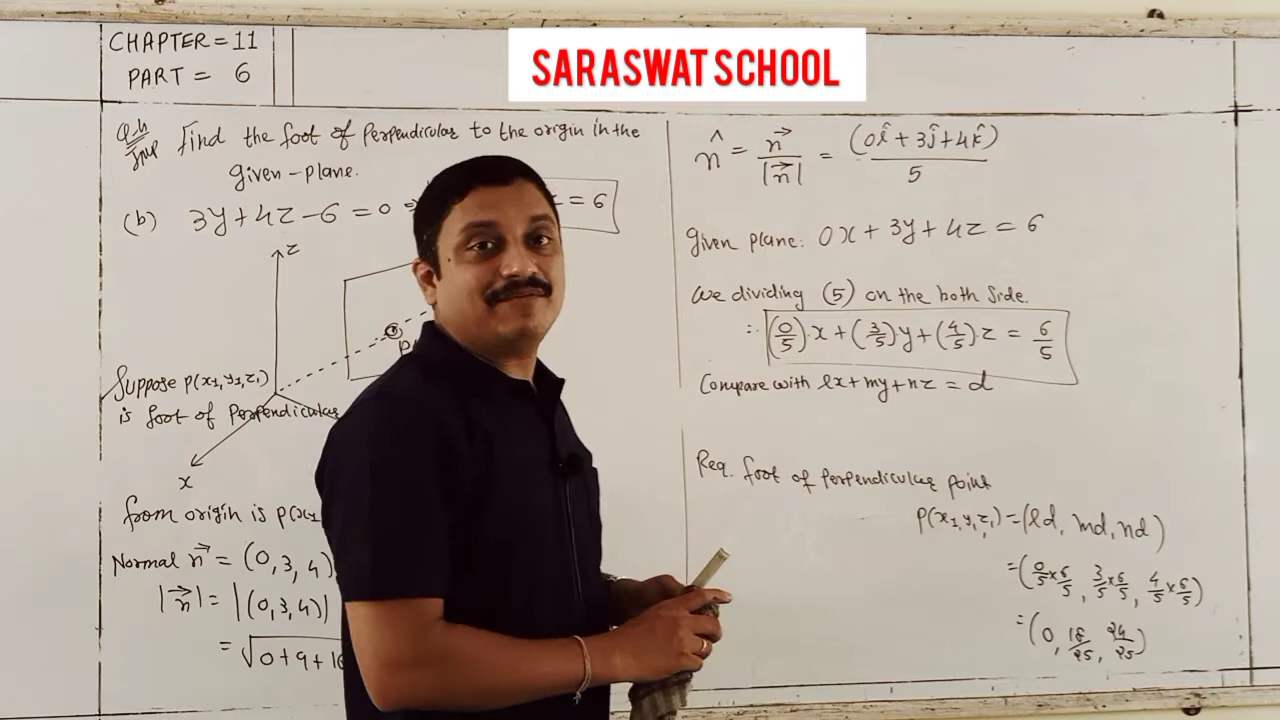 SARASWAT SCHOOL
CHAPTER = 11
PART = 6
Q.4 Imp Find the foot of Perpendicular to the origin in the
given-plane.
(b) 3y+4z-6=0 ⇒ = 6
z
Suppose P(x₁,y₁,z₁)
is foot of Perpendicular
x
from origin is P(x₁
Normal n⃗ = (0, 3, 4)
|n⃗| = |(0,3,4)|
= √0+9+16
n̂ = n⃗/|n⃗| = (0î + 3ĵ + 4k̂)/5
given plane: 0x + 3y + 4z = 6
we dividing (5) on the both side.
∴ (0/5)·x + (3/5)y + (4/5)·z = 6/5
Compare with lx+my+nz = d
Req. foot of perpendicular point
P(x₁,y₁,z₁) = (ld, md, nd)
= (0/5×6/5, 3/5×6/5, 4/5×6/5)
= (0, 18/25, 24/25)